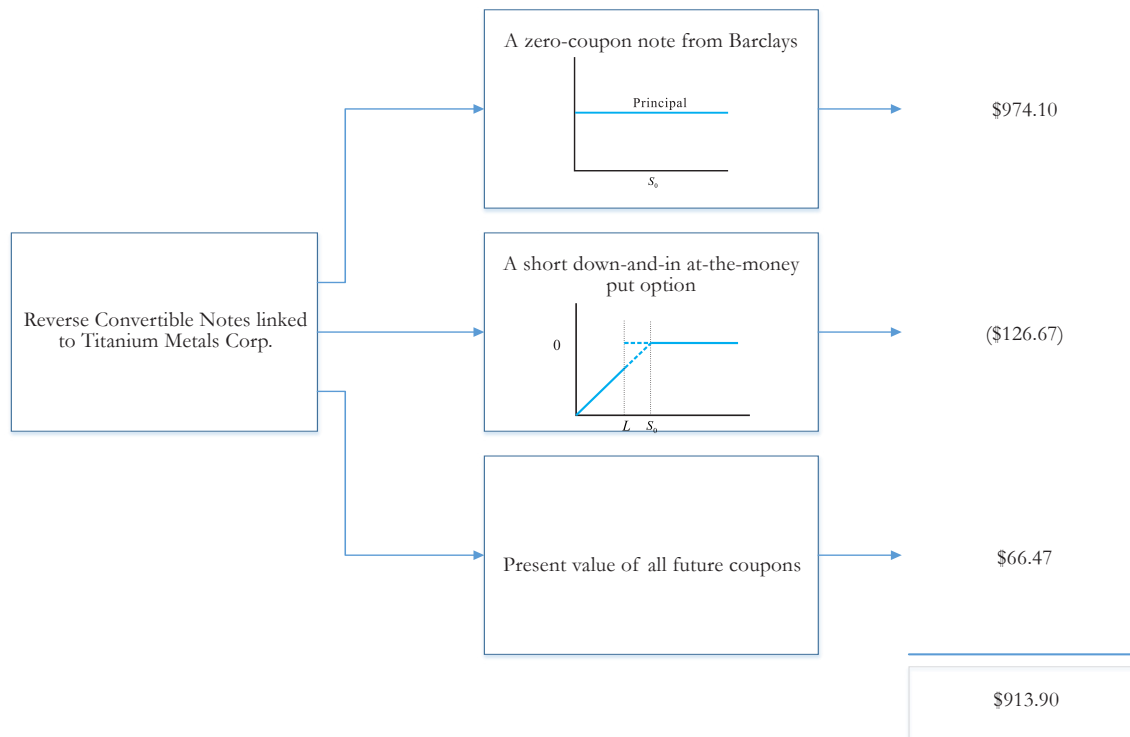 A zero-coupon note from Barclays
Principal
S₀
$974.10
Reverse Convertible Notes linked
to Titanium Metals Corp.
A short down-and-in at-the-money
put option
0
L S₀
($126.67)
Present value of all future coupons
$66.47
$913.90